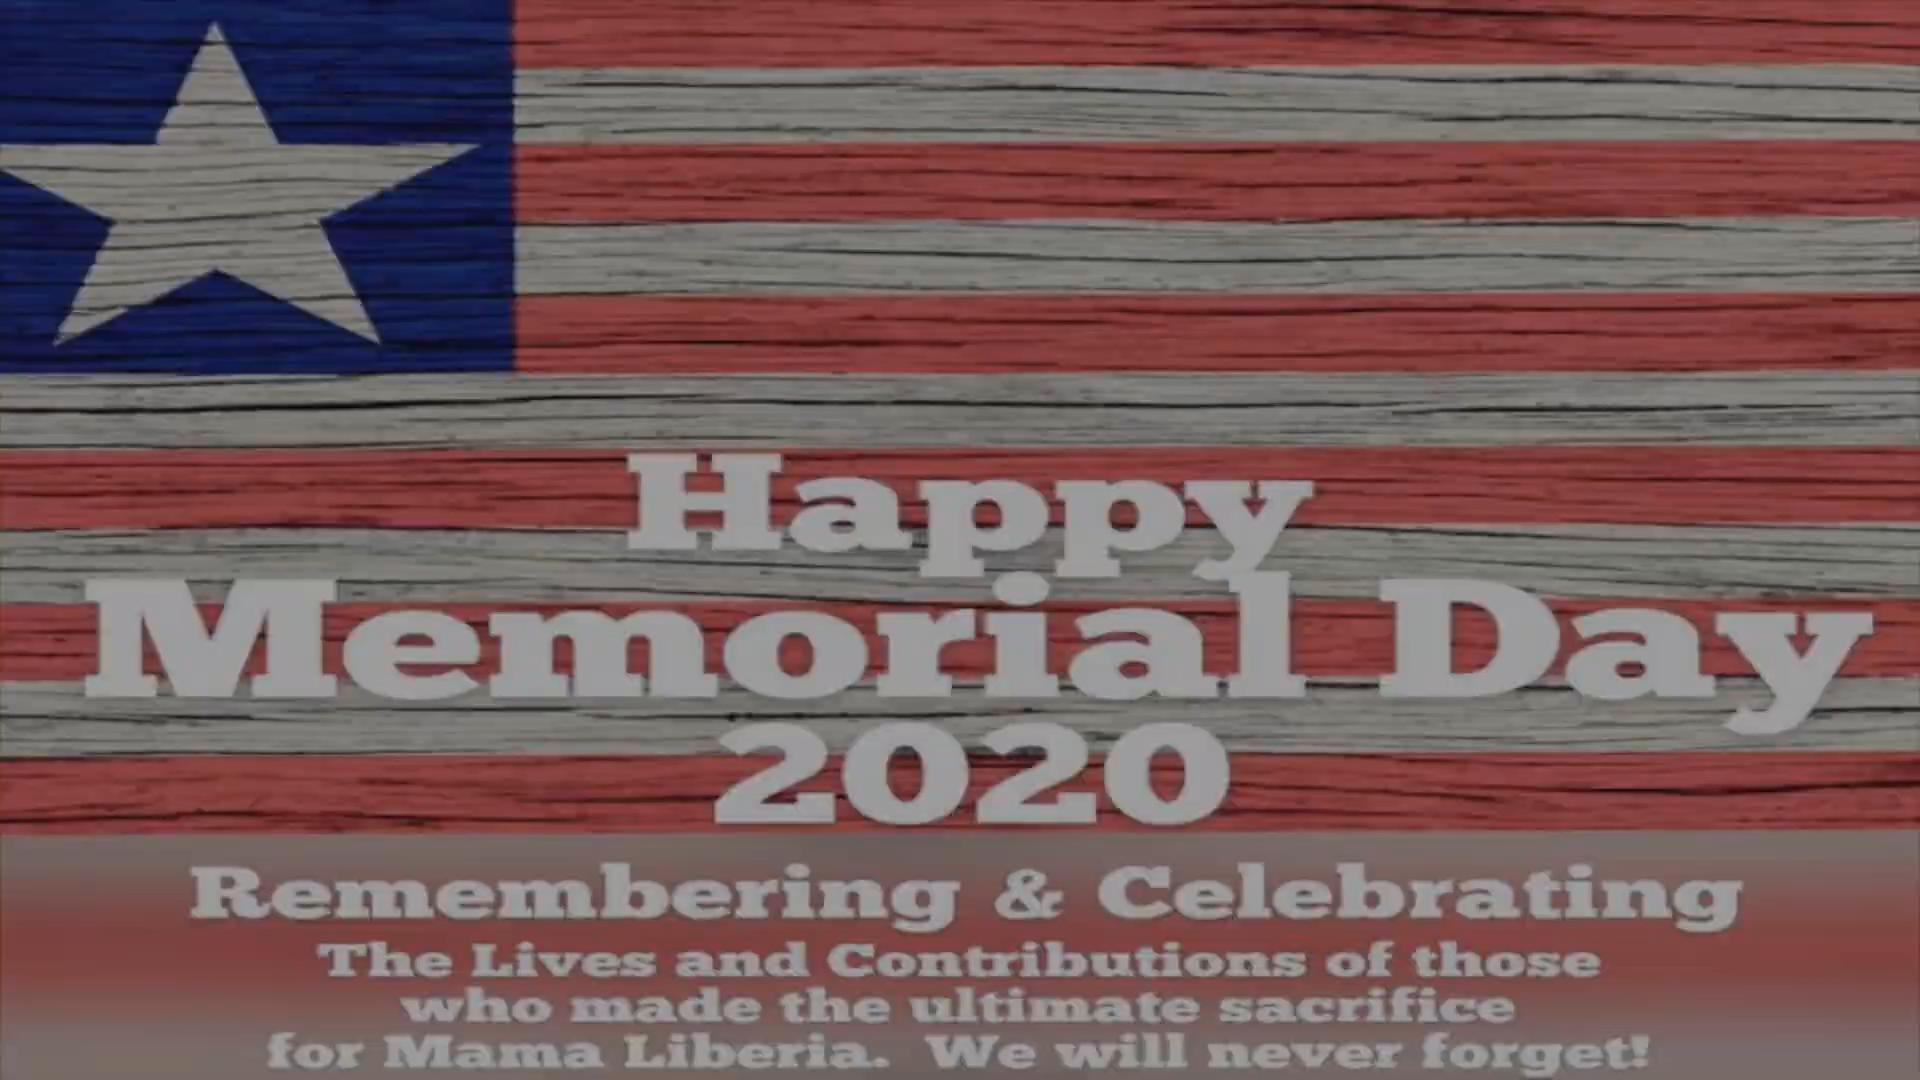 Happy
Memorial Day
2020
Remembering & Celebrating
The Lives and Contributions of those
who made the ultimate sacrifice
for Mama Liberia. We will never forget!